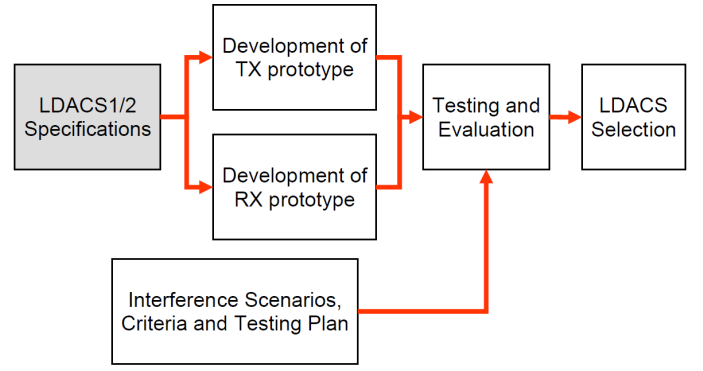 LDACS1/2
Specifications
Development of
TX prototype
Development of
RX prototype
Testing and
Evaluation
LDACS
Selection
Interference Scenarios,
Criteria and Testing Plan